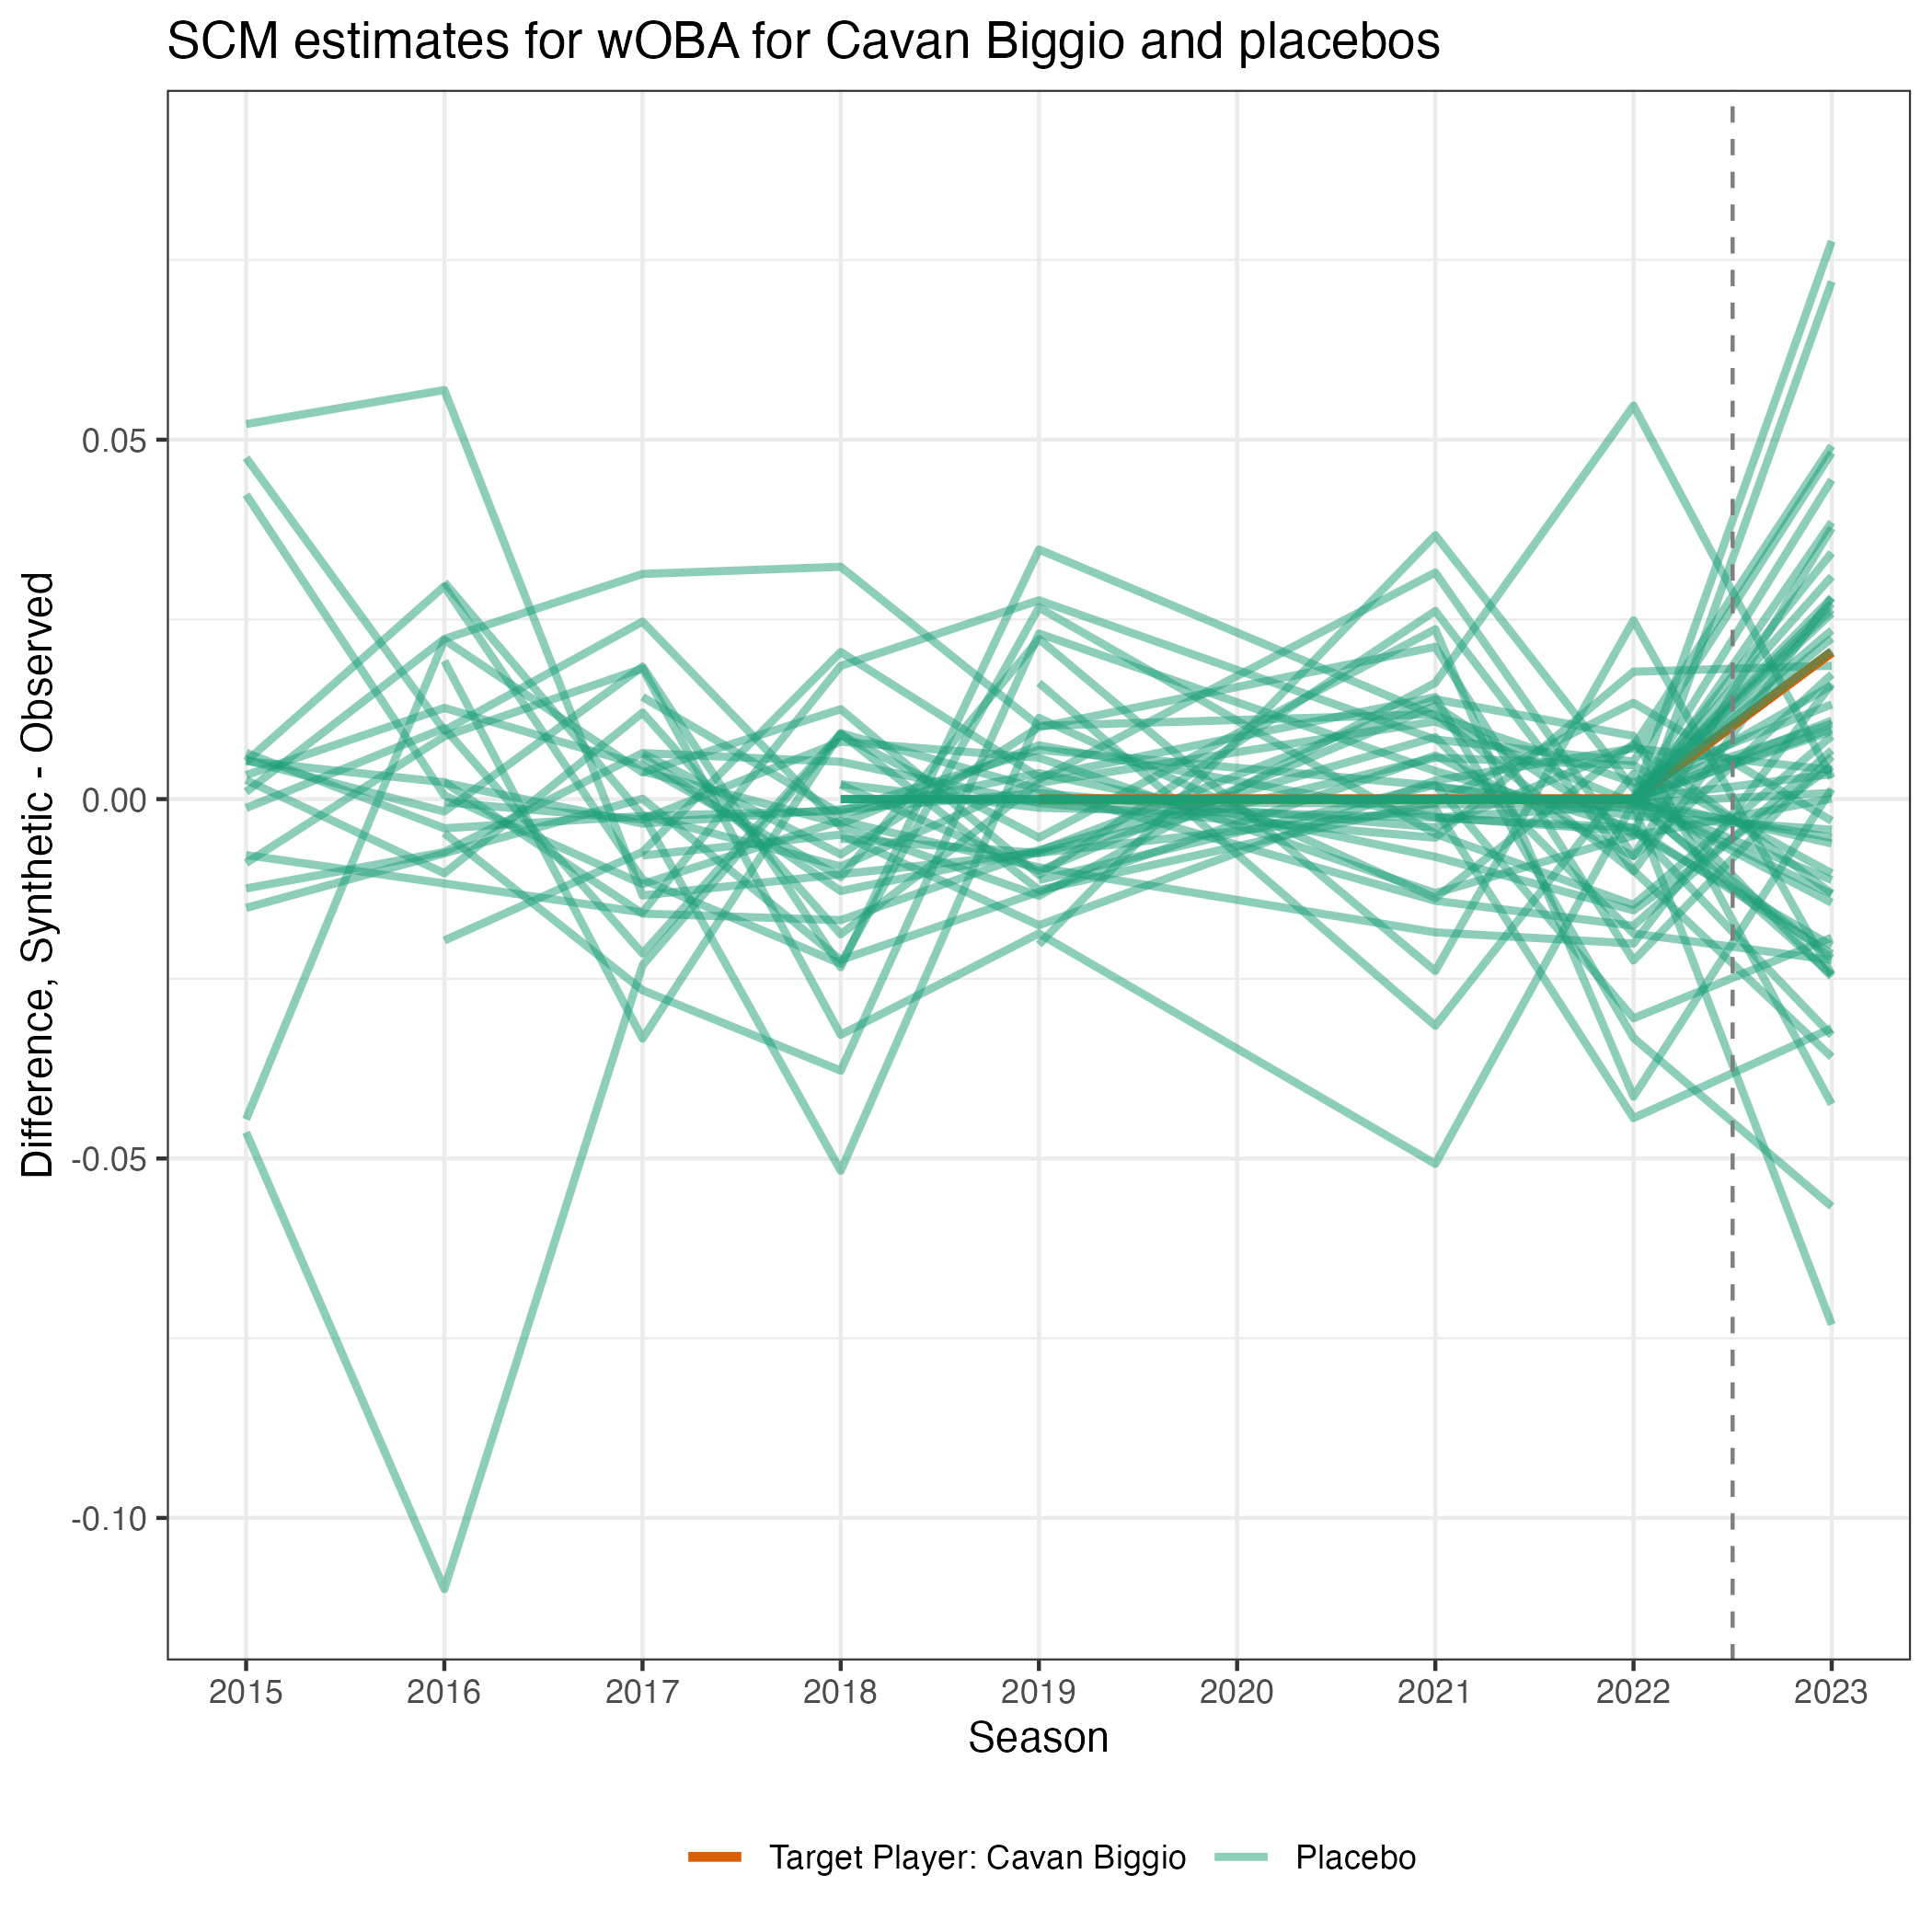 SCM estimates for wOBA for Cavan Biggio and placebos
Difference, Synthetic - Observed
0.05
0.00
-0.05
-0.10
2015 2016 2017 2018 2019 2020 2021 2022 2023
Season
Target Player: Cavan Biggio Placebo